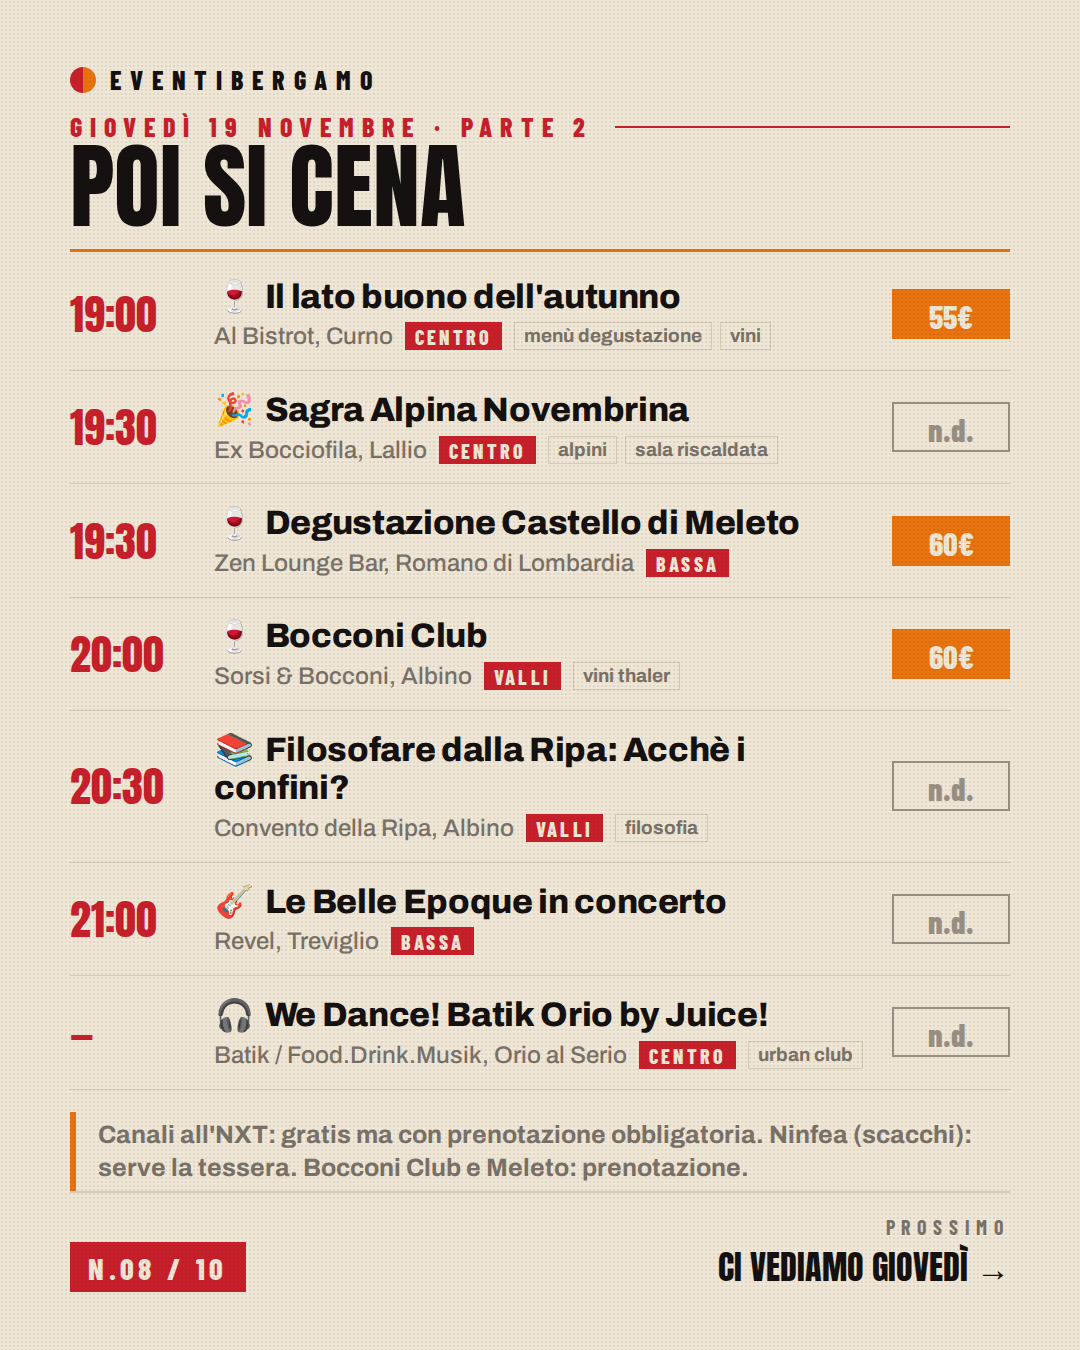 EVENTIBERGAMO
GIOVEDÌ 19 NOVEMBRE · PARTE 2
POI SI CENA
19:00
Il lato buono dell'autunno
Al Bistrot, Curno CENTRO menù degustazione vini
55€
19:30
Sagra Alpina Novembrina
Ex Bocciofila, Lallio CENTRO alpini sala riscaldata
n.d.
19:30
Degustazione Castello di Meleto
Zen Lounge Bar, Romano di Lombardia BASSA
60€
20:00
Bocconi Club
Sorsi & Bocconi, Albino VALLI vini thaler
60€
20:30
Filosofare dalla Ripa: Acchè i
confini?
Convento della Ripa, Albino VALLI filosofia
n.d.
21:00
Le Belle Epoque in concerto
Revel, Treviglio BASSA
n.d.
–
We Dance! Batik Orio by Juice!
Batik / Food.Drink.Musik, Orio al Serio CENTRO urban club
n.d.
Canali all'NXT: gratis ma con prenotazione obbligatoria. Ninfea (scacchi):
serve la tessera. Bocconi Club e Meleto: prenotazione.
PROSSIMO
N.08 / 10
CI VEDIAMO GIOVEDÌ →